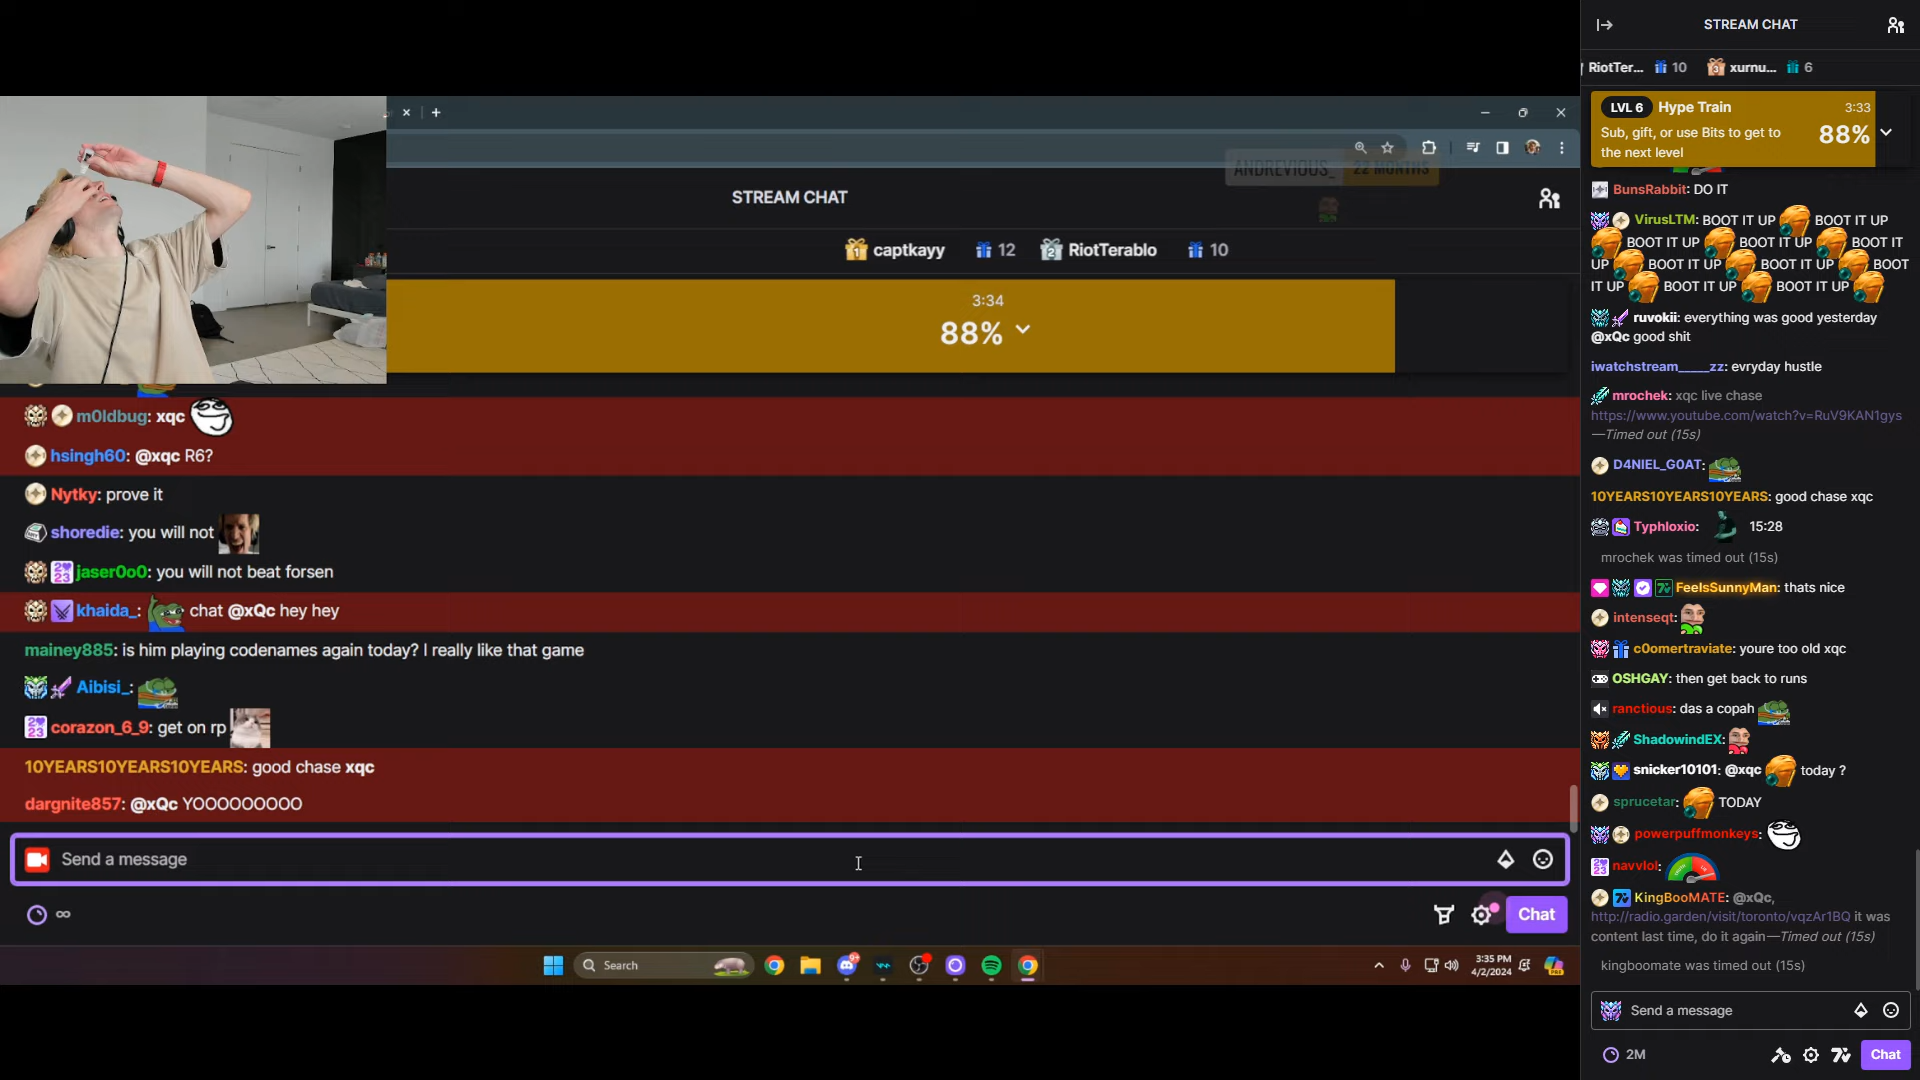 ANDREVIOUS_ 22 MONTHS
STREAM CHAT
captkayy 12 RiotTerablo 10
3:34
88%
m0ldbug: xqc
hsingh60: @xqc R6?
Nytky: prove it
shoredie: you will not
jaser0o0: you will not beat forsen
khaida_: chat @xQc hey hey
mainey885: is him playing codenames again today? I really like that game
Aibisi_:
corazon_6_9: get on rp
10YEARS10YEARS10YEARS: good chase xqc
dargnite857: @xQc YOOOOOOOOO
Send a message
∞
Chat
Search
3:35 PM
4/2/2024
STREAM CHAT
RiotTer... 10 xurnu... 6
LVL 6 Hype Train 3:33
Sub, gift, or use Bits to get to
the next level
88%
BunsRabbit: DO IT
VirusLTM: BOOT IT UP BOOT IT UP
BOOT IT UP BOOT IT UP BOOT IT
UP BOOT IT UP BOOT IT UP BOOT
IT UP BOOT IT UP BOOT IT UP
ruvokii: everything was good yesterday
@xQc good shit
iwatchstream_____zz: evryday hustle
mrochek: xqc live chase
https://www.youtube.com/watch?v=RuV9KAN1gys
—Timed out (15s)
D4NIEL_G0AT:
10YEARS10YEARS10YEARS: good chase xqc
Typhloxio: 15:28
mrochek was timed out (15s)
FeelsSunnyMan: thats nice
intenseqt:
c0omertraviate: youre too old xqc
OSHGAY: then get back to runs
ranctious: das a copah
ShadowindEX:
snicker10101: @xqc today ?
sprucetar: TODAY
powerpuffmonkeys:
navvlol:
KingBooMATE: @xQc,
http://radio.garden/visit/toronto/vqzAr1BQ it was
content last time, do it again—Timed out (15s)
kingboomate was timed out (15s)
Send a message
2M
Chat